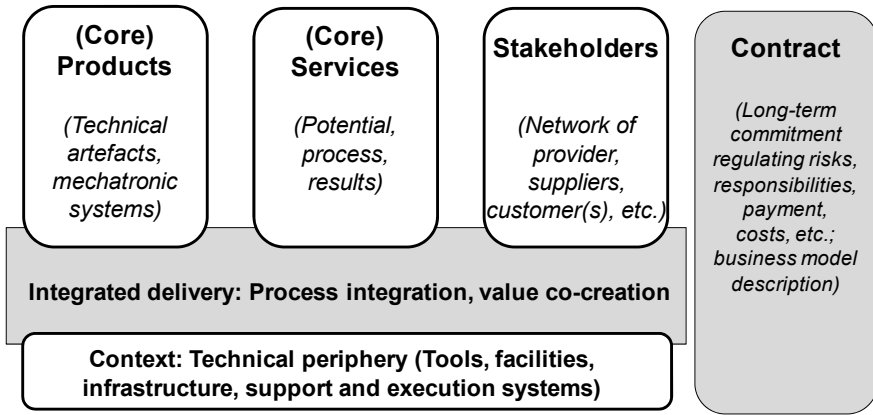 (Core)
Products
(Technical
artefacts,
mechatronic
systems)
(Core)
Services
(Potential,
process,
results)
Stakeholders
(Network of
provider,
suppliers,
customer(s), etc.)
Contract
(Long-term
commitment
regulating risks,
responsibilities,
payment,
costs, etc.;
business model
description)
Integrated delivery: Process integration, value co-creation
Context: Technical periphery (Tools, facilities,
infrastructure, support and execution systems)